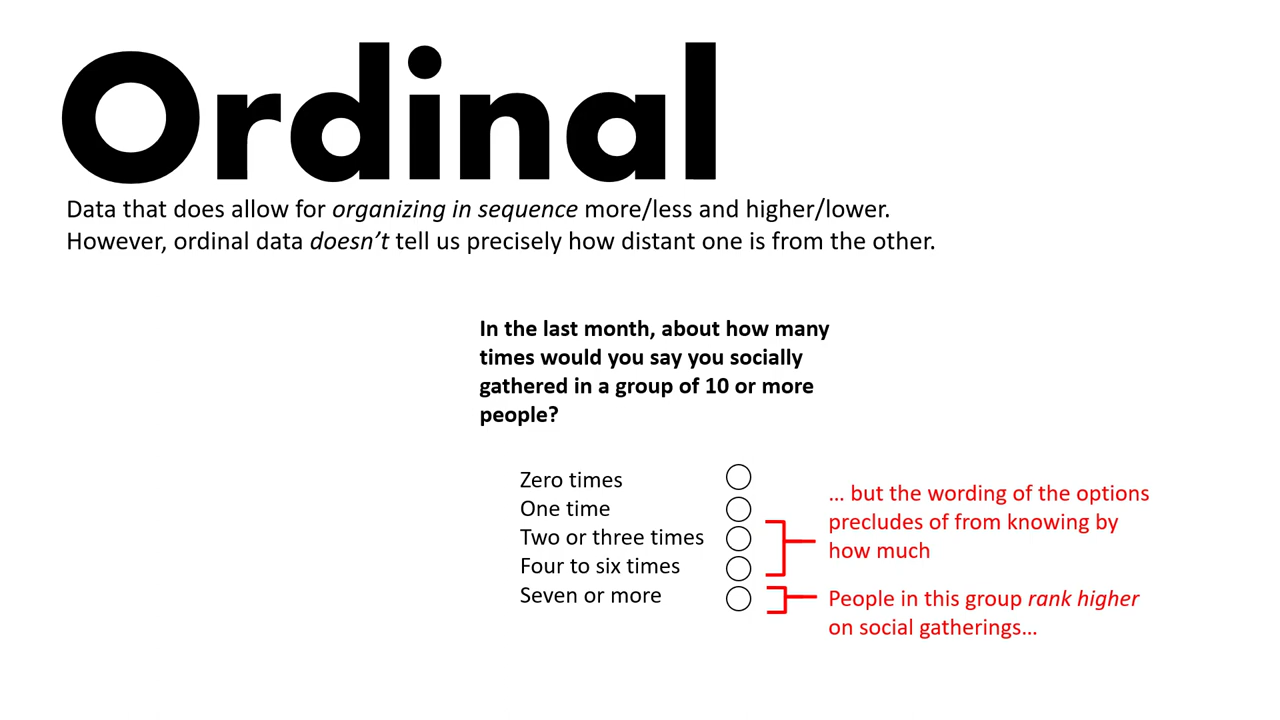 Ordinal
Data that does allow for organizing in sequence more/less and higher/lower.
However, ordinal data doesn’t tell us precisely how distant one is from the other.
In the last month, about how many
times would you say you socially
gathered in a group of 10 or more
people?
Zero times
One time
Two or three times
Four to six times
Seven or more
... but the wording of the options
precludes of from knowing by
how much
People in this group rank higher
on social gatherings...